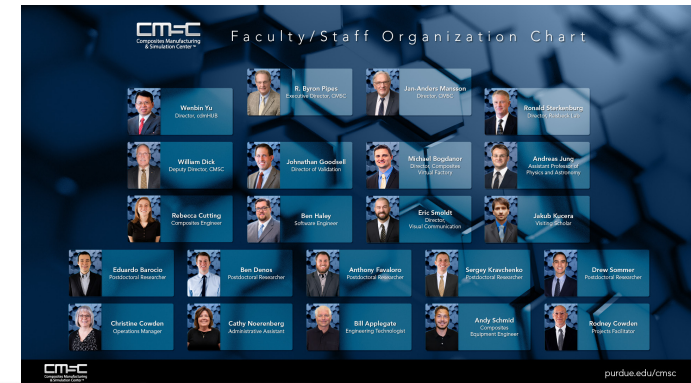 CMSC
Composites Manufacturing
& Simulation Center™
Faculty/Staff Organization Chart
Wenbin Yu
Director, cdmHUB
R. Byron Pipes
Executive Director, CMSC
Jan-Anders Mansson
Director, CMSC
Ronald Sterkenburg
Director,
Lab
William Dick
Deputy Director, CMSC
Johnathan Goodsell
Director of Validation
Michael Bogdanor
Director, Composites
Virtual Factory
Andreas Jung
Assistant Professor of
Physics and Astronomy
Rebecca Cutting
Composites Engineer
Ben Haley
Software Engineer
Eric Smoldt
Director,
Visual Communication
Jakub Kucera
Visiting Scholar
Eduardo Barocio
Postdoctoral Researcher
Ben Denos
Postdoctoral Researcher
Anthony Favaloro
Postdoctoral Researcher
Sergey Kravchenko
Postdoctoral Researcher
Drew Sommer
Postdoctoral Researcher
Christine Cowden
Operations Manager
Cathy Noerenberg
Administrative Assistant
Bill Applegate
Engineering Technologist
Andy Schmid
Composites
Equipment Engineer
Rodney Cowden
Projects Facilitator
CMSC
Composites Manufacturing
& Simulation Center™
purdue.edu/cmsc